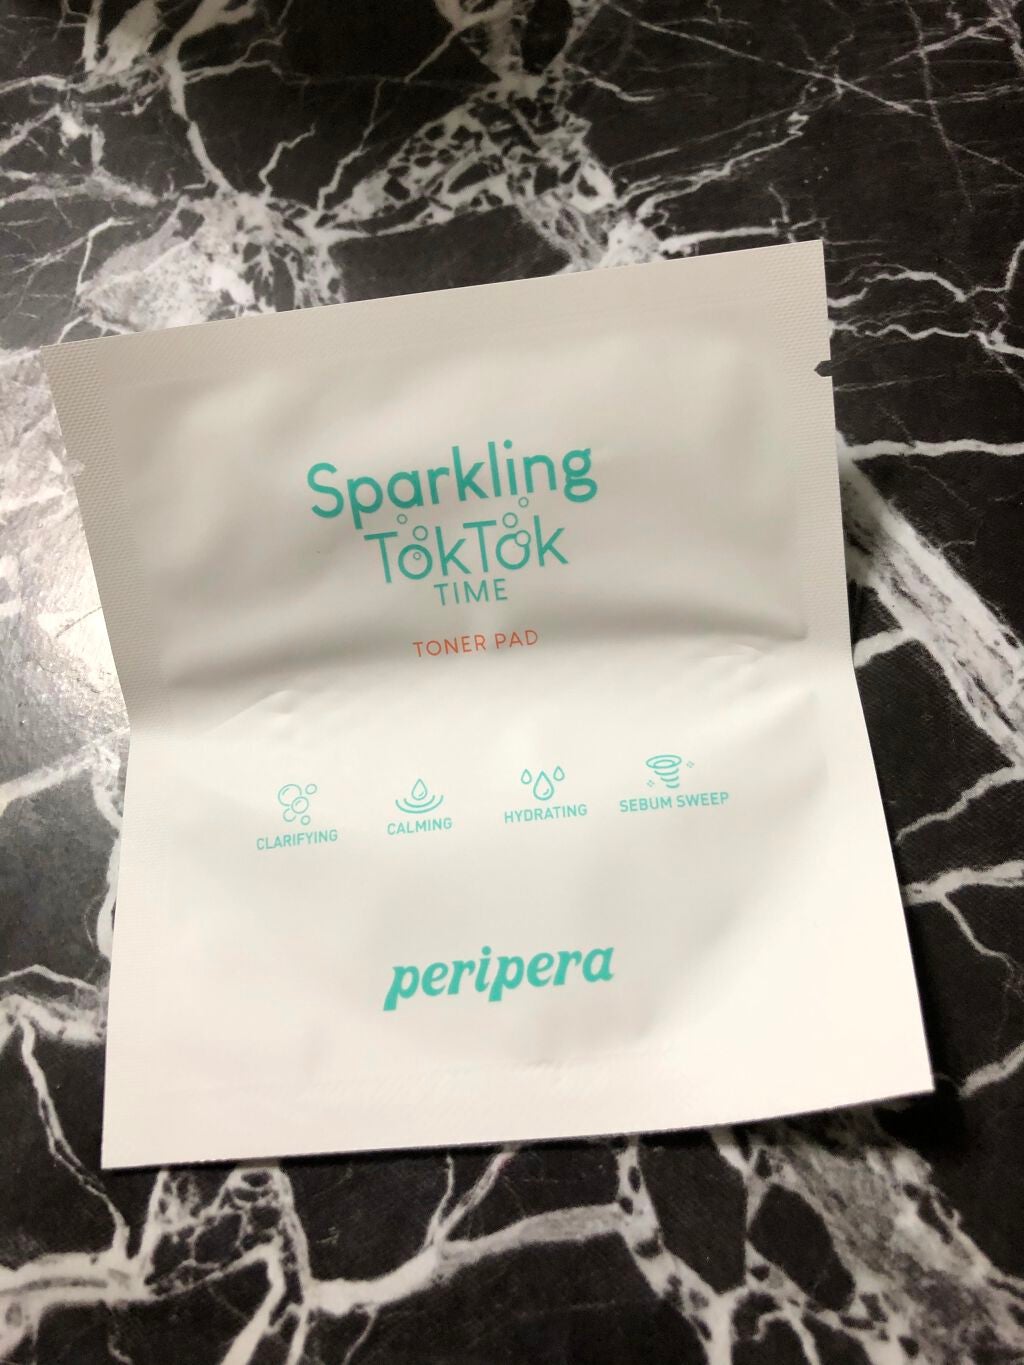 Sparkling
TokTok
TIME
TONER PAD
CLARIFYING
CALMING
HYDRATING
SEBUM SWEEP
peripera